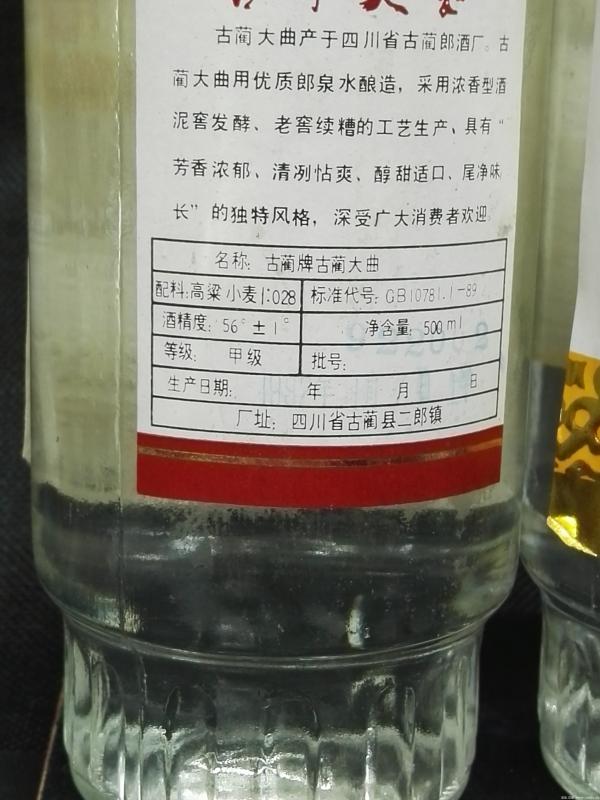 古蔺大曲产于四川省古蔺郎酒厂。古
蔺大曲用优质郎泉水酿造，采用浓香型酒
泥窖发酵、老窖续糟的工艺生产、具有“
芳香浓郁、清冽怗爽、醇甜适口、尾净味
长”的独特风格，深受广大消费者欢迎。
名称: 古蔺牌古蔺大曲
配料:高粱 小麦1:028 标准代号: GB10781.1-89
酒精度: 56°±1° 净含量: 500ml
等级: 甲级 批号:
生产日期: 年 月 日
厂址: 四川省古蔺县二郎镇